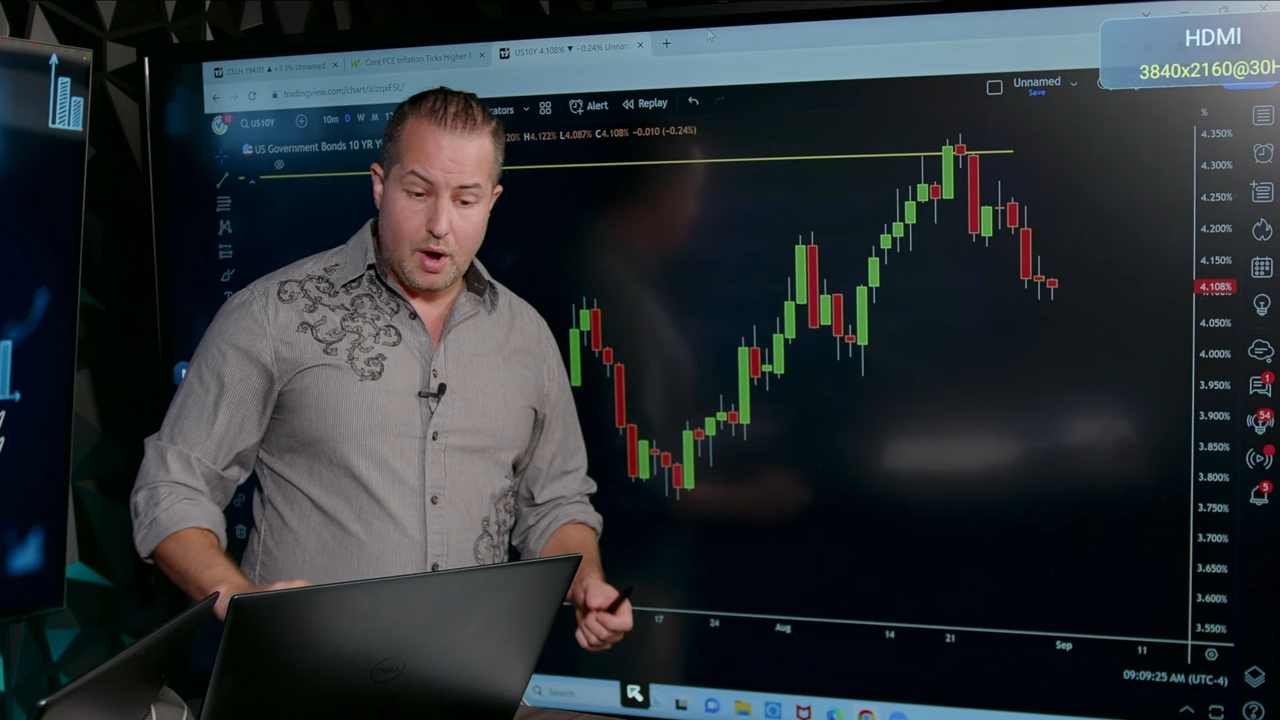 HDMI
3840x2160@30H
CELH 194.01 ▲ +3.3% Unnamed
Core PCE Inflation Ticks Higher
US10Y 4.108% ▼ −0.24% Unnam
tradingview.com/chart/
US10Y
10m D W M
Alert
Replay
Unnamed
Save
US Government Bonds 10 YR Y
H4.122% L4.087% C4.108% −0.010 (−0.24%)
%
4.350%
4.300%
4.250%
4.200%
4.150%
4.108%
4.050%
4.000%
3.950%
3.900%
3.850%
3.800%
3.750%
3.700%
3.650%
3.600%
3.550%
1
54
5
17 24 Aug 14 21 Sep 11
09:09:25 AM (UTC-4)
Search
DELL